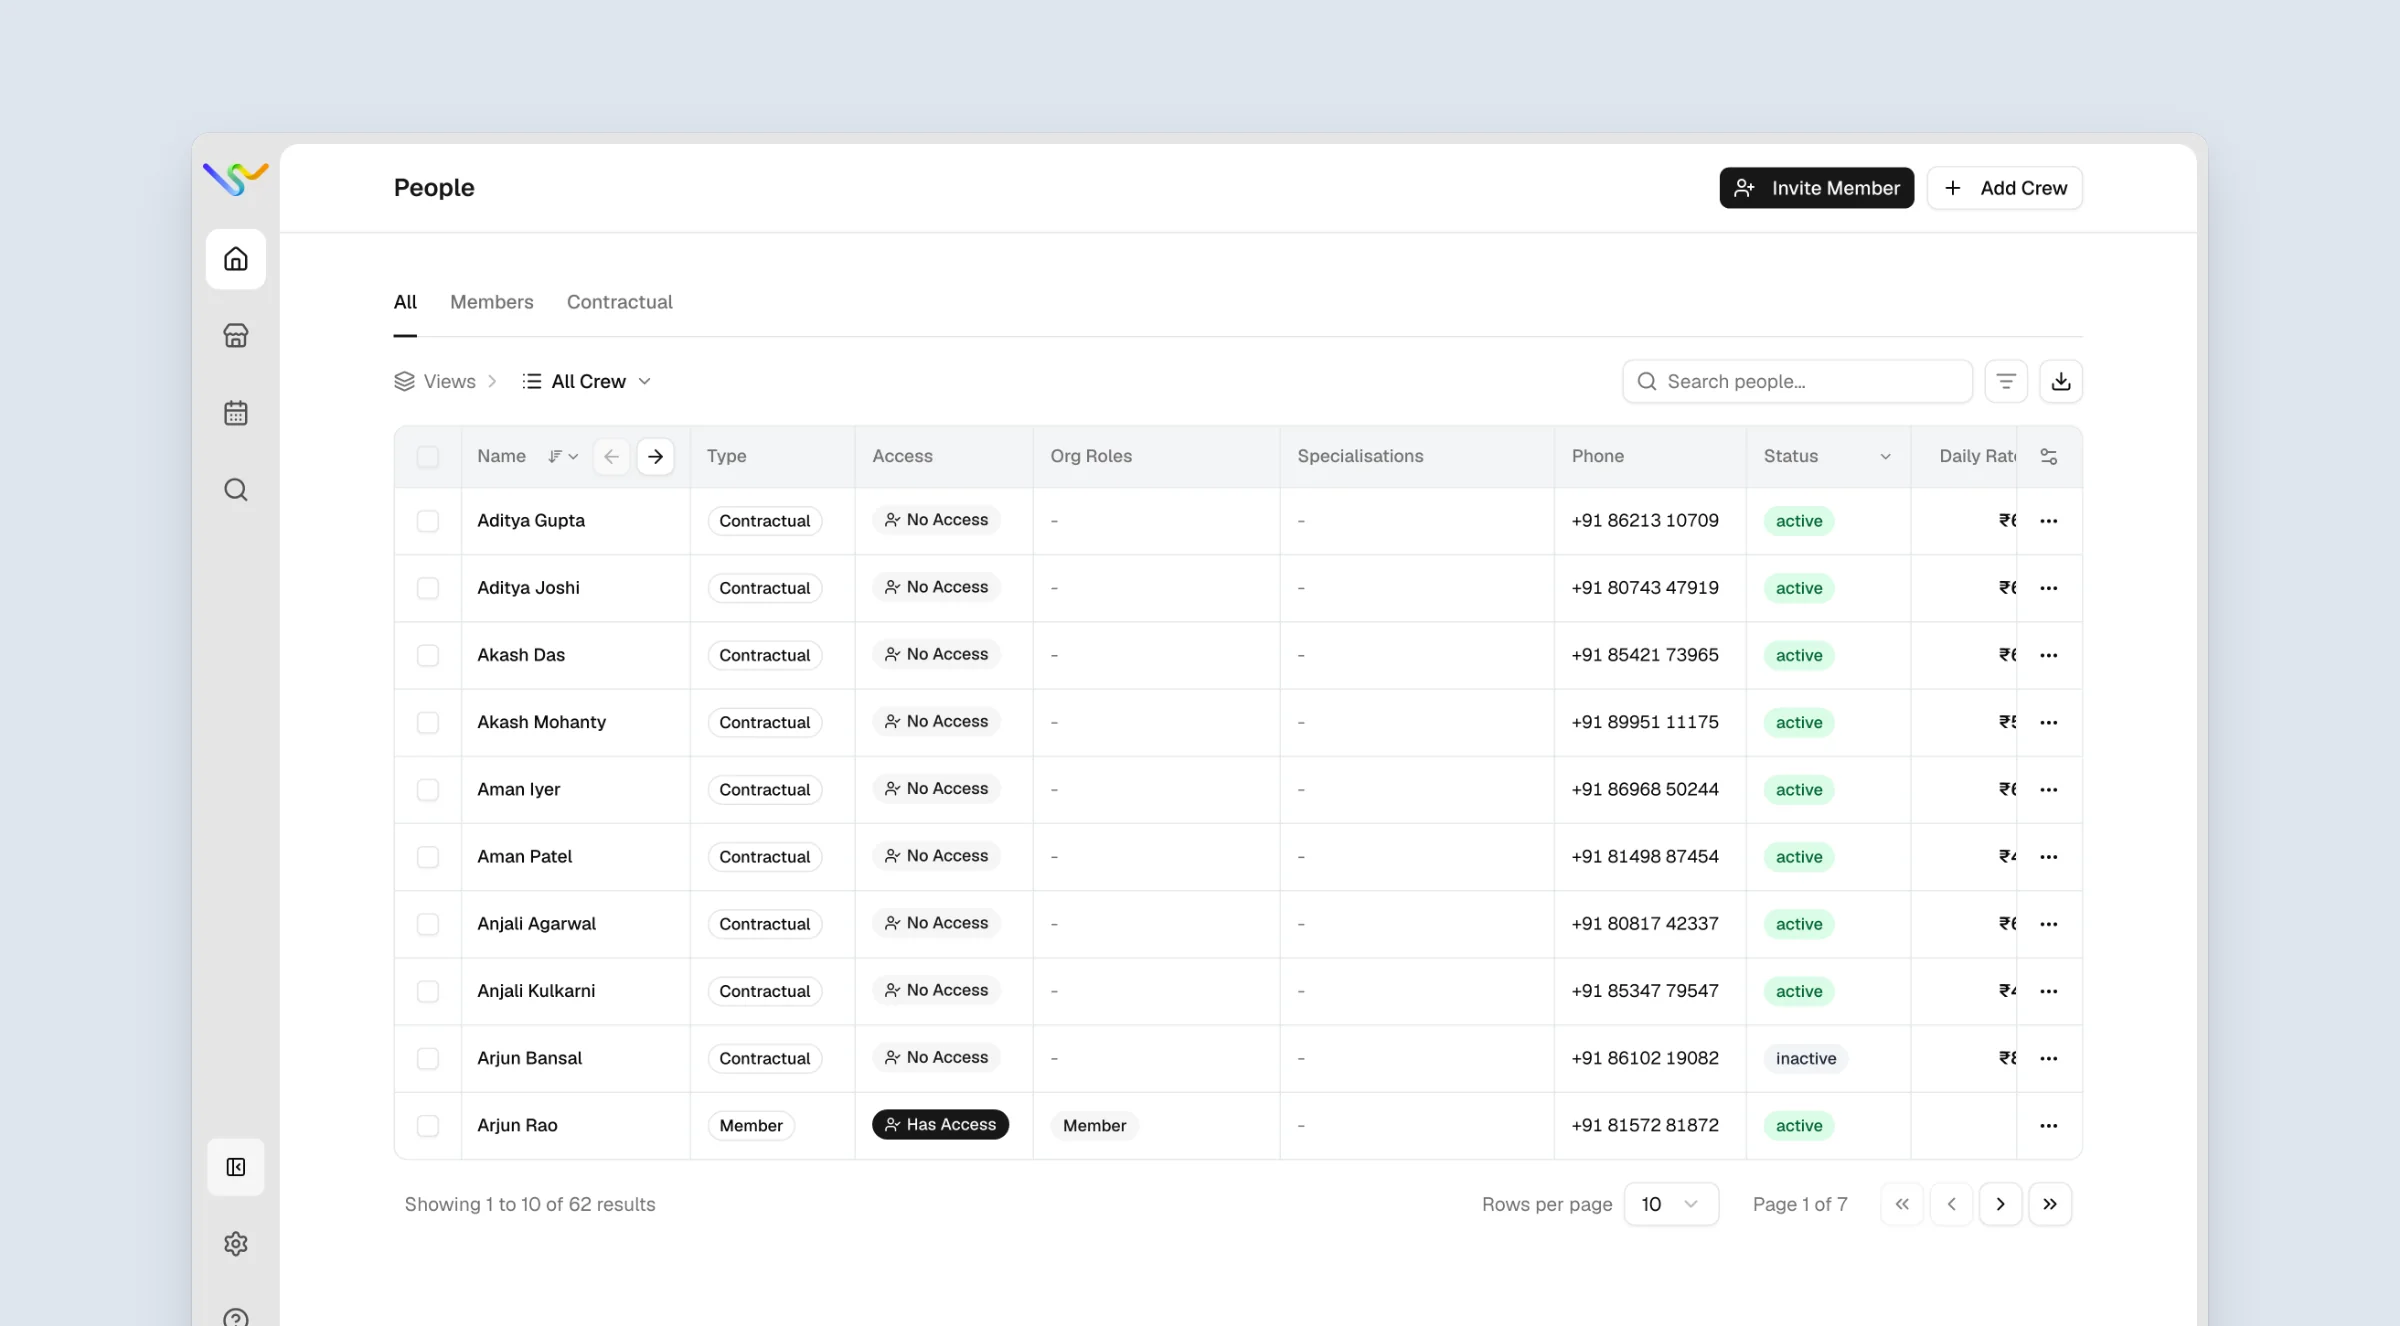 People
Invite Member
Add Crew
All Members Contractual
Views All Crew
Search people...
Name Type Access Org Roles Specialisations Phone Status Daily
Aditya Gupta Contractual No Access - - +91 86213 10709 active
Aditya Joshi Contractual No Access - - +91 80743 47919 active
Akash Das Contractual No Access - - +91 85421 73965 active
Akash Mohanty Contractual No Access - - +91 89951 11175 active
Aman Iyer Contractual No Access - - +91 86968 50244 active
Aman Patel Contractual No Access - - +91 81498 87454 active
Anjali Agarwal Contractual No Access - - +91 80817 42337 active
Anjali Kulkarni Contractual No Access - - +91 85347 79547 active
Arjun Bansal Contractual No Access - - +91 86102 19082 inactive
Arjun Rao Member Has Access Member - +91 81572 81872 active
Showing 1 to 10 of 62 results
Rows per page 10 Page 1 of 7